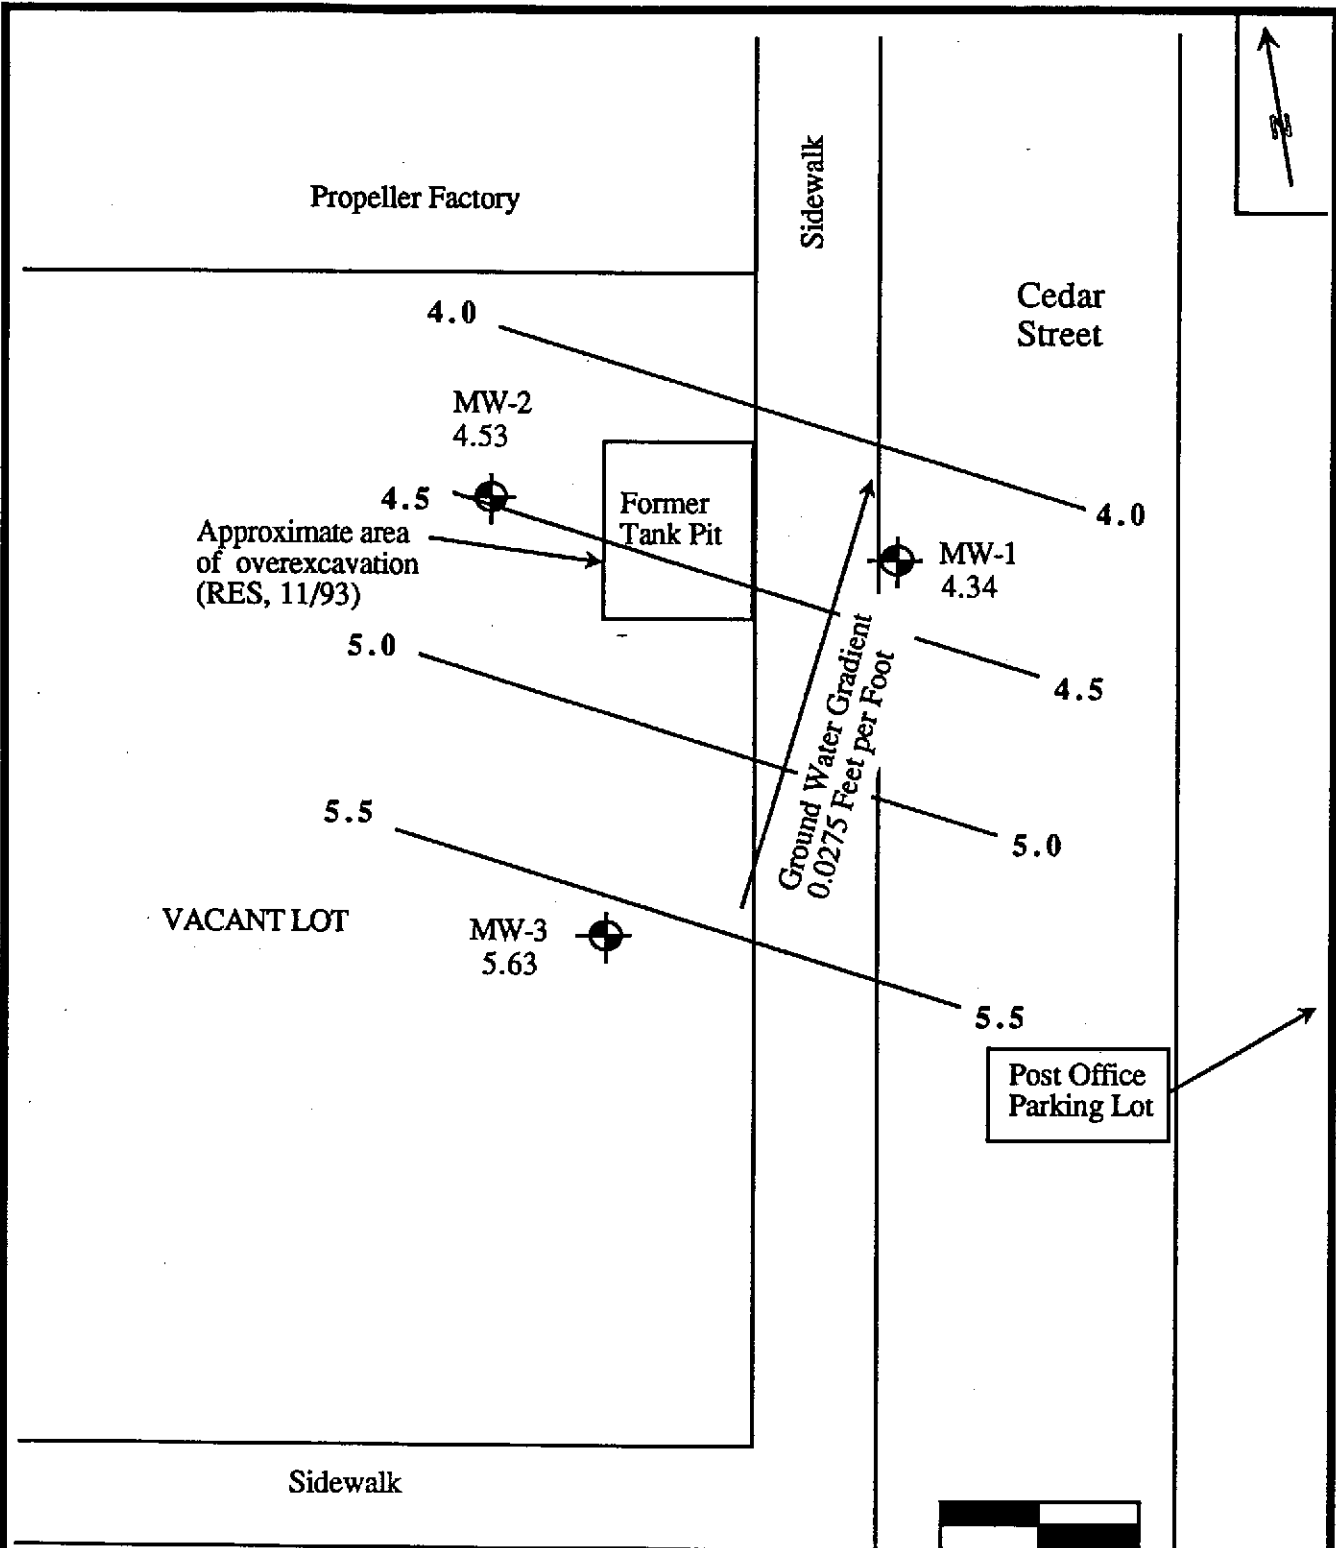 N
Propeller Factory
Sidewalk
Cedar
Street
4.0
MW-2
4.53
4.5
Former
Tank Pit
4.0
Approximate area
of overexcavation
(RES, 11/93)
MW-1
4.34
5.0
4.5
Ground Water Gradient
0.0275 Feet per Foot
5.5
5.0
VACANT LOT
MW-3
5.63
5.5
Post Office
Parking Lot
Sidewalk